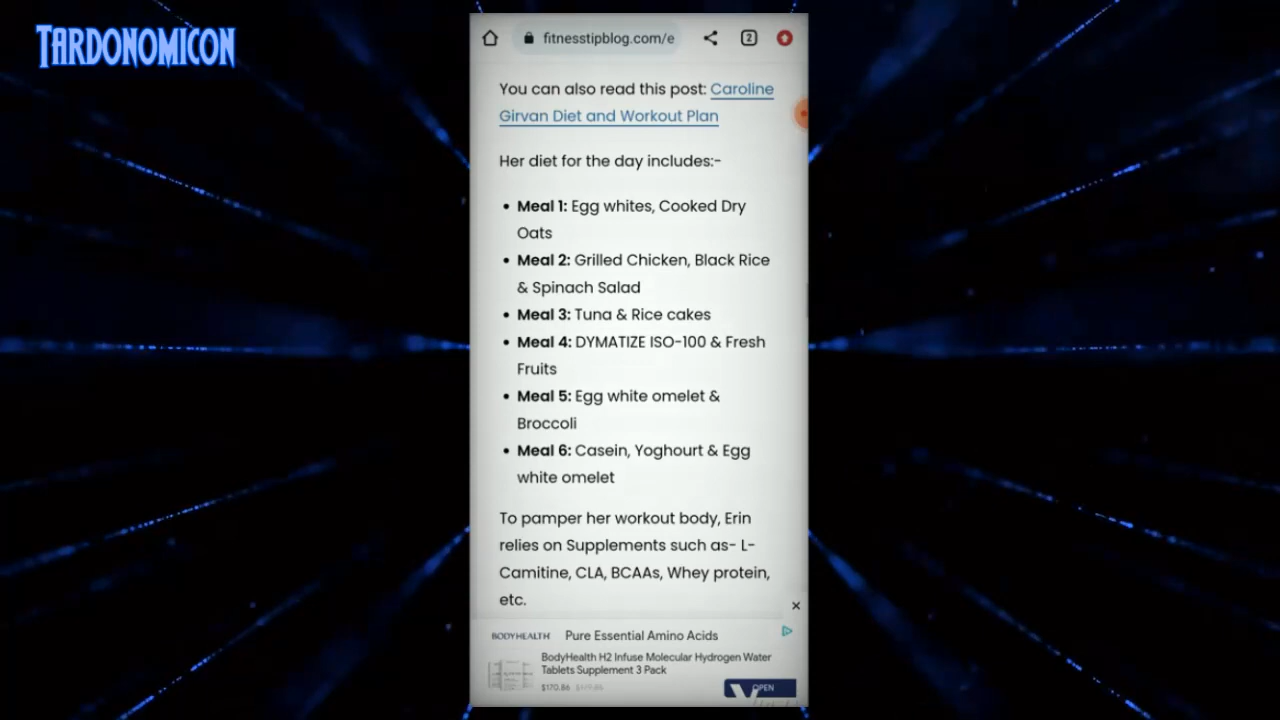 TARDONOMICON
fitnesstipblog.com/e
2
You can also read this post: Caroline
Girvan Diet and Workout Plan
Her diet for the day includes:-
• Meal 1: Egg whites, Cooked Dry
Oats
• Meal 2: Grilled Chicken, Black Rice
& Spinach Salad
• Meal 3: Tuna & Rice cakes
• Meal 4: DYMATIZE ISO-100 & Fresh
Fruits
• Meal 5: Egg white omelet &
Broccoli
• Meal 6: Casein, Yoghourt & Egg
white omelet
To pamper her workout body, Erin
relies on Supplements such as- L-
Carnitine, CLA, BCAAs, Whey protein,
etc.
BODYHEALTH Pure Essential Amino Acids
BodyHealth H2 Infuse Molecular Hydrogen Water
Tablets Supplement 3 Pack
$170.86
OPEN